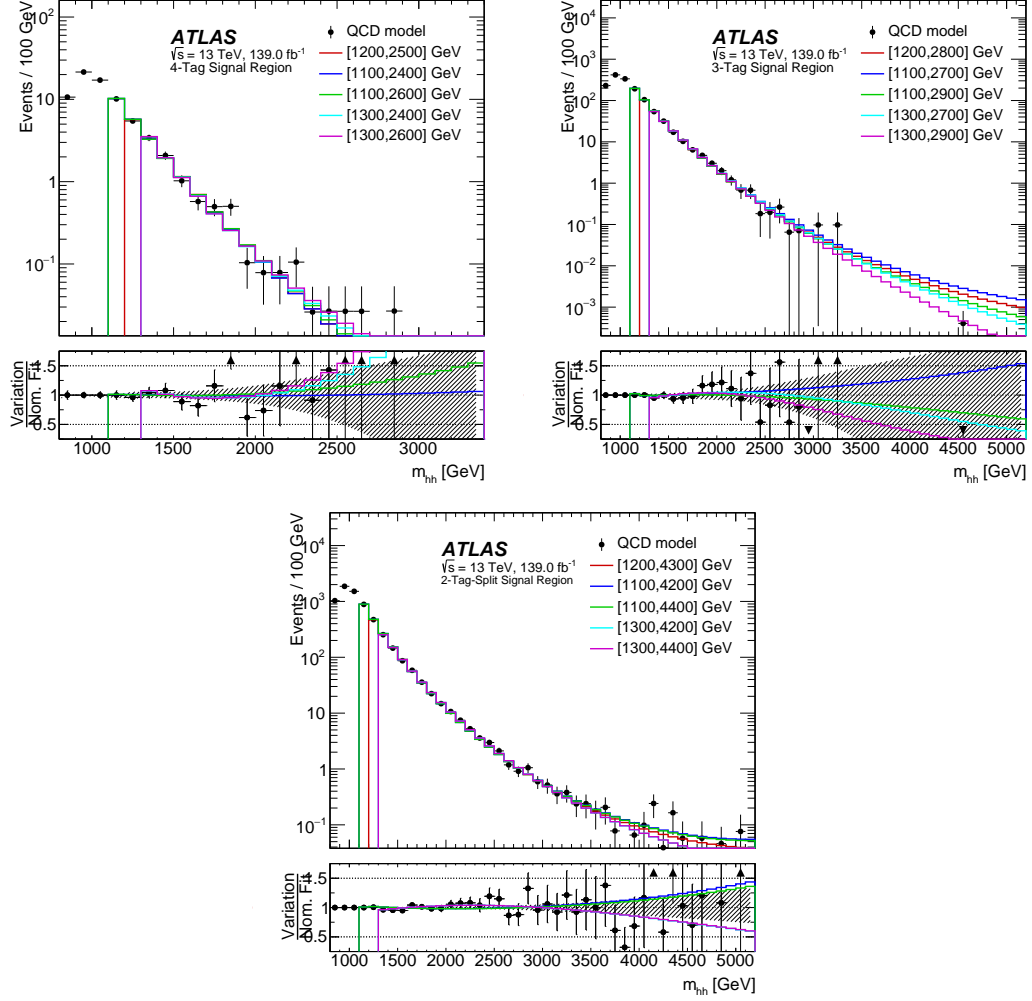 Events / 100 GeV
10
1
10⁻¹
ATLAS
√s = 13 TeV, 139.0 fb⁻¹
4-Tag Signal Region
QCD model
[1200,2500] GeV
[1100,2400] GeV
[1100,2600] GeV
[1300,2400] GeV
[1300,2600] GeV
Variation
Nom. Fit
1.5
1
0.5
1000 1500 2000 2500 3000
m_hh [GeV]
Events / 100 GeV
10⁴
10³
10²
10
1
10⁻¹
10⁻²
10⁻³
ATLAS
√s = 13 TeV, 139.0 fb⁻¹
3-Tag Signal Region
QCD model
[1200,2800] GeV
[1100,2700] GeV
[1100,2900] GeV
[1300,2700] GeV
[1300,2900] GeV
Variation
Nom. Fit
1.5
1
0.5
1000 1500 2000 2500 3000 3500 4000 4500 5000
m_hh [GeV]
Events / 100 GeV
10⁴
10³
10²
10
1
10⁻¹
ATLAS
√s = 13 TeV, 139.0 fb⁻¹
2-Tag-Split Signal Region
QCD model
[1200,4300] GeV
[1100,4200] GeV
[1100,4400] GeV
[1300,4200] GeV
[1300,4400] GeV
Variation
Nom. Fit
1.5
1
0.5
1000 1500 2000 2500 3000 3500 4000 4500 5000
m_hh [GeV]